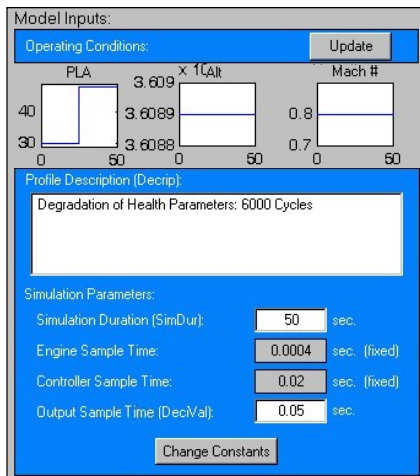 Model Inputs:
Operating Conditions: Update
PLA
x 10 Alt
Mach #
40
30
0 50
3.609
3.6089
3.6088
0 50
0.8
0.7
0 50
Profile Description (Decrip):
Degradation of Health Parameters: 6000 Cycles
Simulation Parameters:
Simulation Duration (SimDur): 50 sec.
Engine Sample Time: 0.0004 sec. (fixed)
Controller Sample Time: 0.02 sec. (fixed)
Output Sample Time (DeciVal): 0.05 sec.
Change Constants